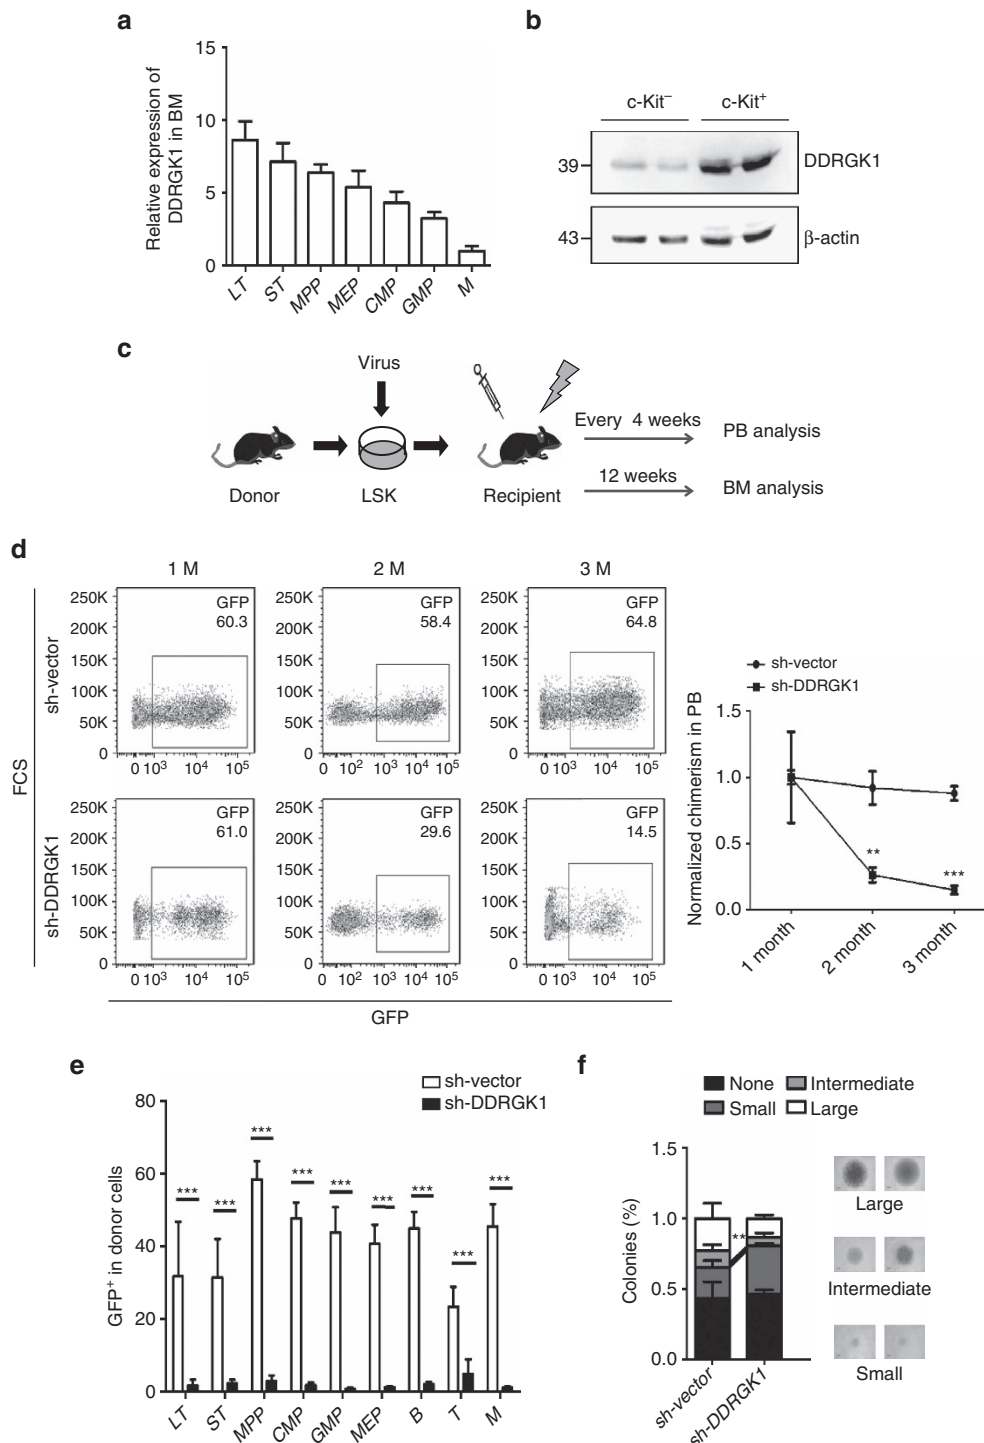 a
Relative expression of
DDRGK1 in BM
15
10
5
0
LT ST MPP MEP CMP GMP M
b
c-Kit⁻ c-Kit⁺
39 DDRGK1
43 β-actin
c
Virus
Every 4 weeks
PB analysis
12 weeks
BM analysis
Donor LSK Recipient
d
1 M 2 M 3 M
FCS
sh-vector
250K
200K
150K
100K
50K
0
GFP
60.3
0 10³ 10⁴ 10⁵
250K
200K
150K
100K
50K
0
GFP
58.4
0 10² 10³ 10⁴ 10⁵
250K
200K
150K
100K
50K
0
GFP
64.8
0 10³ 10⁴ 10⁵
sh-DDRGK1
250K
200K
150K
100K
50K
0
GFP
61.0
0 10³ 10⁴ 10⁵
250K
200K
150K
100K
50K
0
GFP
29.6
0 10² 10³ 10⁴ 10⁵
250K
200K
150K
100K
50K
0
GFP
14.5
0 10³ 10⁴ 10⁵
GFP
sh-vector
sh-DDRGK1
Normalized chimerism in PB
1.5
1.0
0.5
0.0
**
***
1 month 2 month 3 month
e
sh-vector
sh-DDRGK1
GFP⁺ in donor cells
80
60
40
20
0
*** *** *** *** *** *** *** *** ***
LT ST MPP CMP GMP MEP B T M
f
None Intermediate
Small Large
Colonies (%)
1.5
1.0
0.5
0.0
**
sh-vector sh-DDRGK1
Large
Intermediate
Small